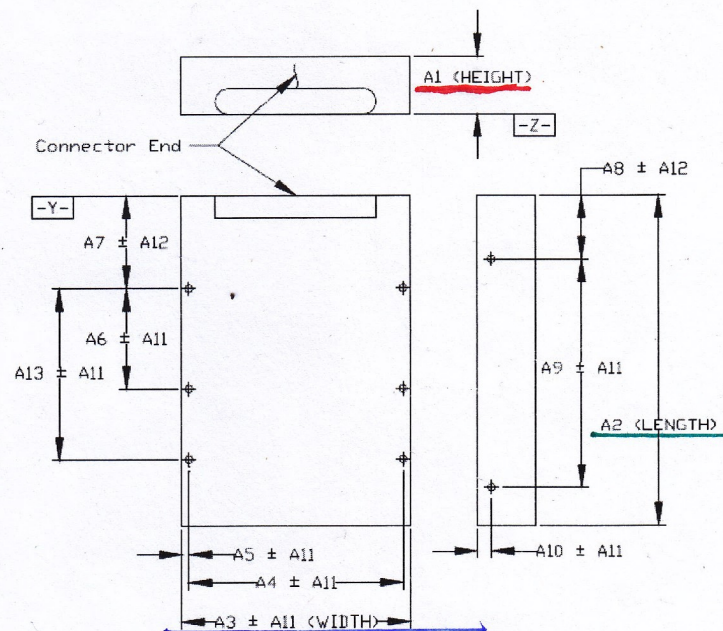 A1 (HEIGHT)
-Z-
Connector End
A8 ± A12
-Y-
A7 ± A12
A6 ± A11
A13 ± A11
A9 ± A11
A2 (LENGTH)
A5 ± A11
A10 ± A11
A4 ± A11
A3 ± A11 (WIDTH)